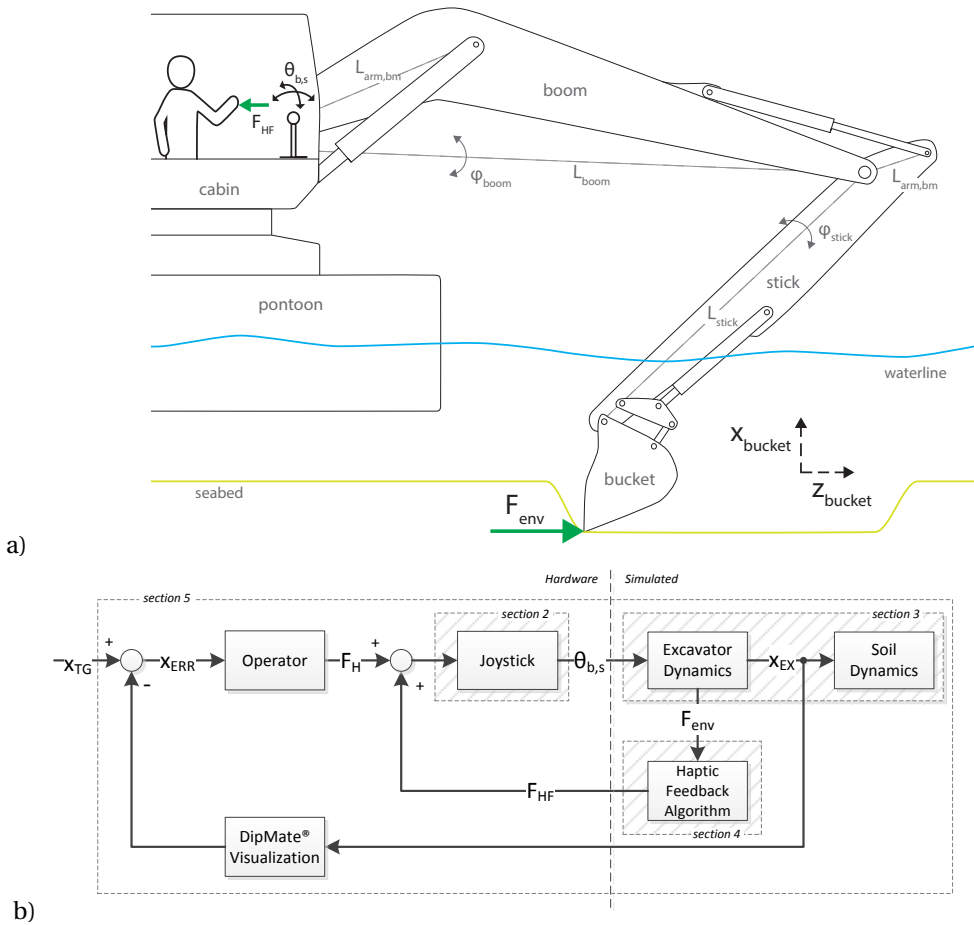 θb,s
Larm,bm
boom
FHF
cabin
φboom
Lboom
Larm,bm
φstick
stick
pontoon
Lstick
waterline
xbucket
zbucket
bucket
seabed
Fenv
a)
Hardware
Simulated
section 5
section 2
section 3
+
xTG
-
xERR
Operator
FH
+
+
Joystick
θb,s
Excavator
Dynamics
xEX
Soil
Dynamics
Fenv
Haptic
Feedback
Algorithm
FHF
section 4
DipMate®
Visualization
b)